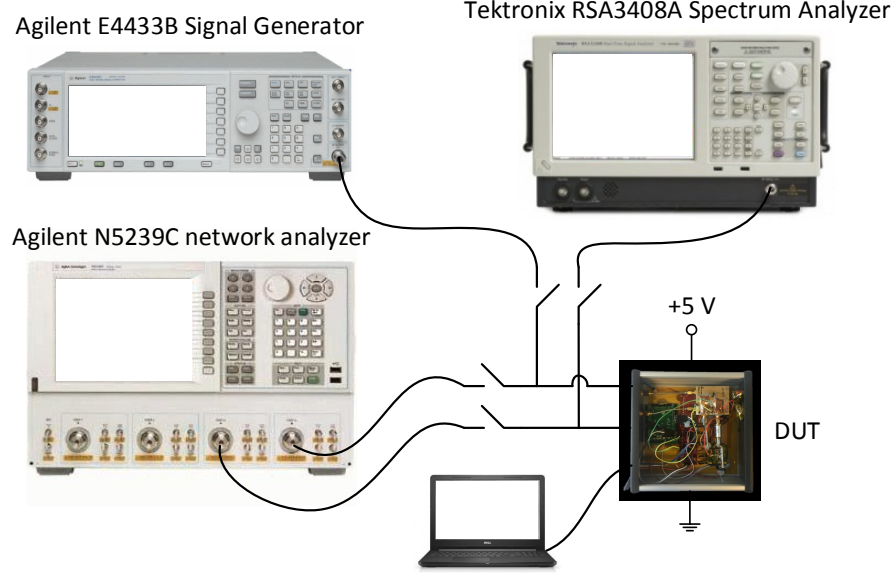 Tektronix RSA3408A Spectrum Analyzer
Agilent E4433B Signal Generator
Agilent N5239C network analyzer
+5 V
DUT